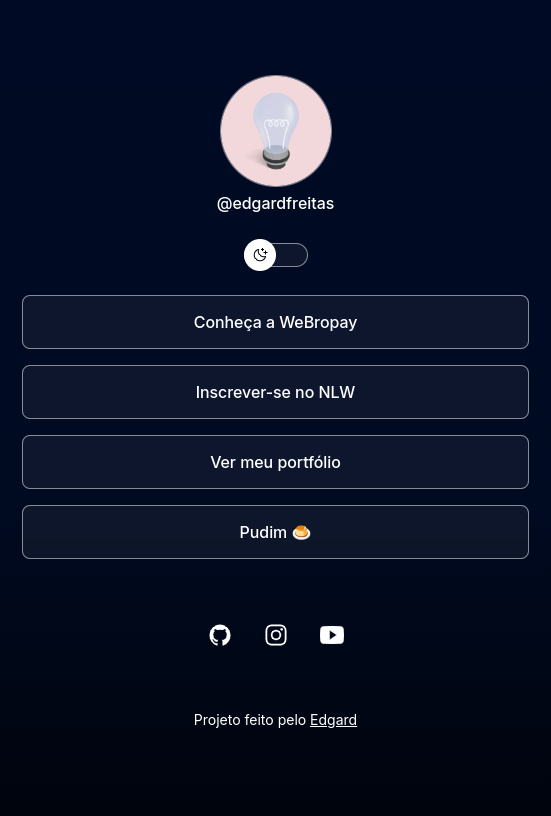 @edgardfreitas
Conheça a WeBropay
Inscrever-se no NLW
Ver meu portfólio
Pudim 🍮
Projeto feito pelo Edgard